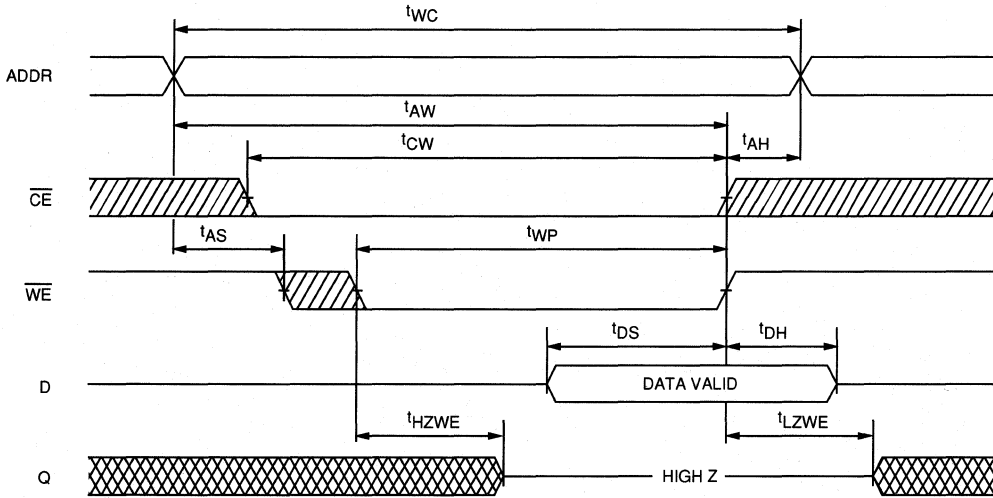 tWC
ADDR
tAW
tCW
tAH
CE
tAS
tWP
WE
tDS
tDH
D
DATA VALID
tHZWE
tLZWE
Q
HIGH Z